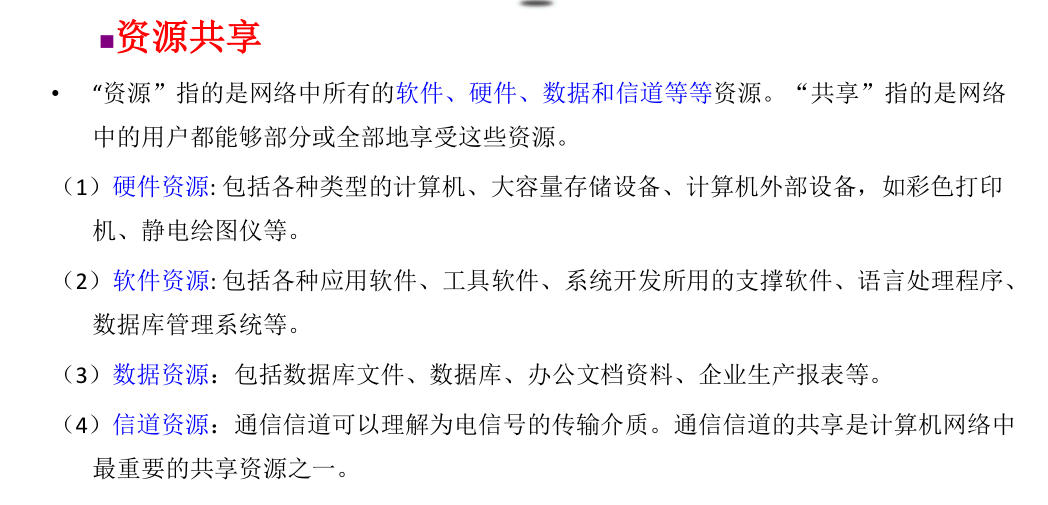 ■资源共享
• “资源”指的是网络中所有的软件、硬件、数据和信道等等资源。“共享”指的是网络
中的用户都能够部分或全部地享受这些资源。
（1）硬件资源: 包括各种类型的计算机、大容量存储设备、计算机外部设备，如彩色打印
机、静电绘图仪等。
（2）软件资源: 包括各种应用软件、工具软件、系统开发所用的支撑软件、语言处理程序、
数据库管理系统等。
（3）数据资源：包括数据库文件、数据库、办公文档资料、企业生产报表等。
（4）信道资源：通信信道可以理解为电信号的传输介质。通信信道的共享是计算机网络中
最重要的共享资源之一。